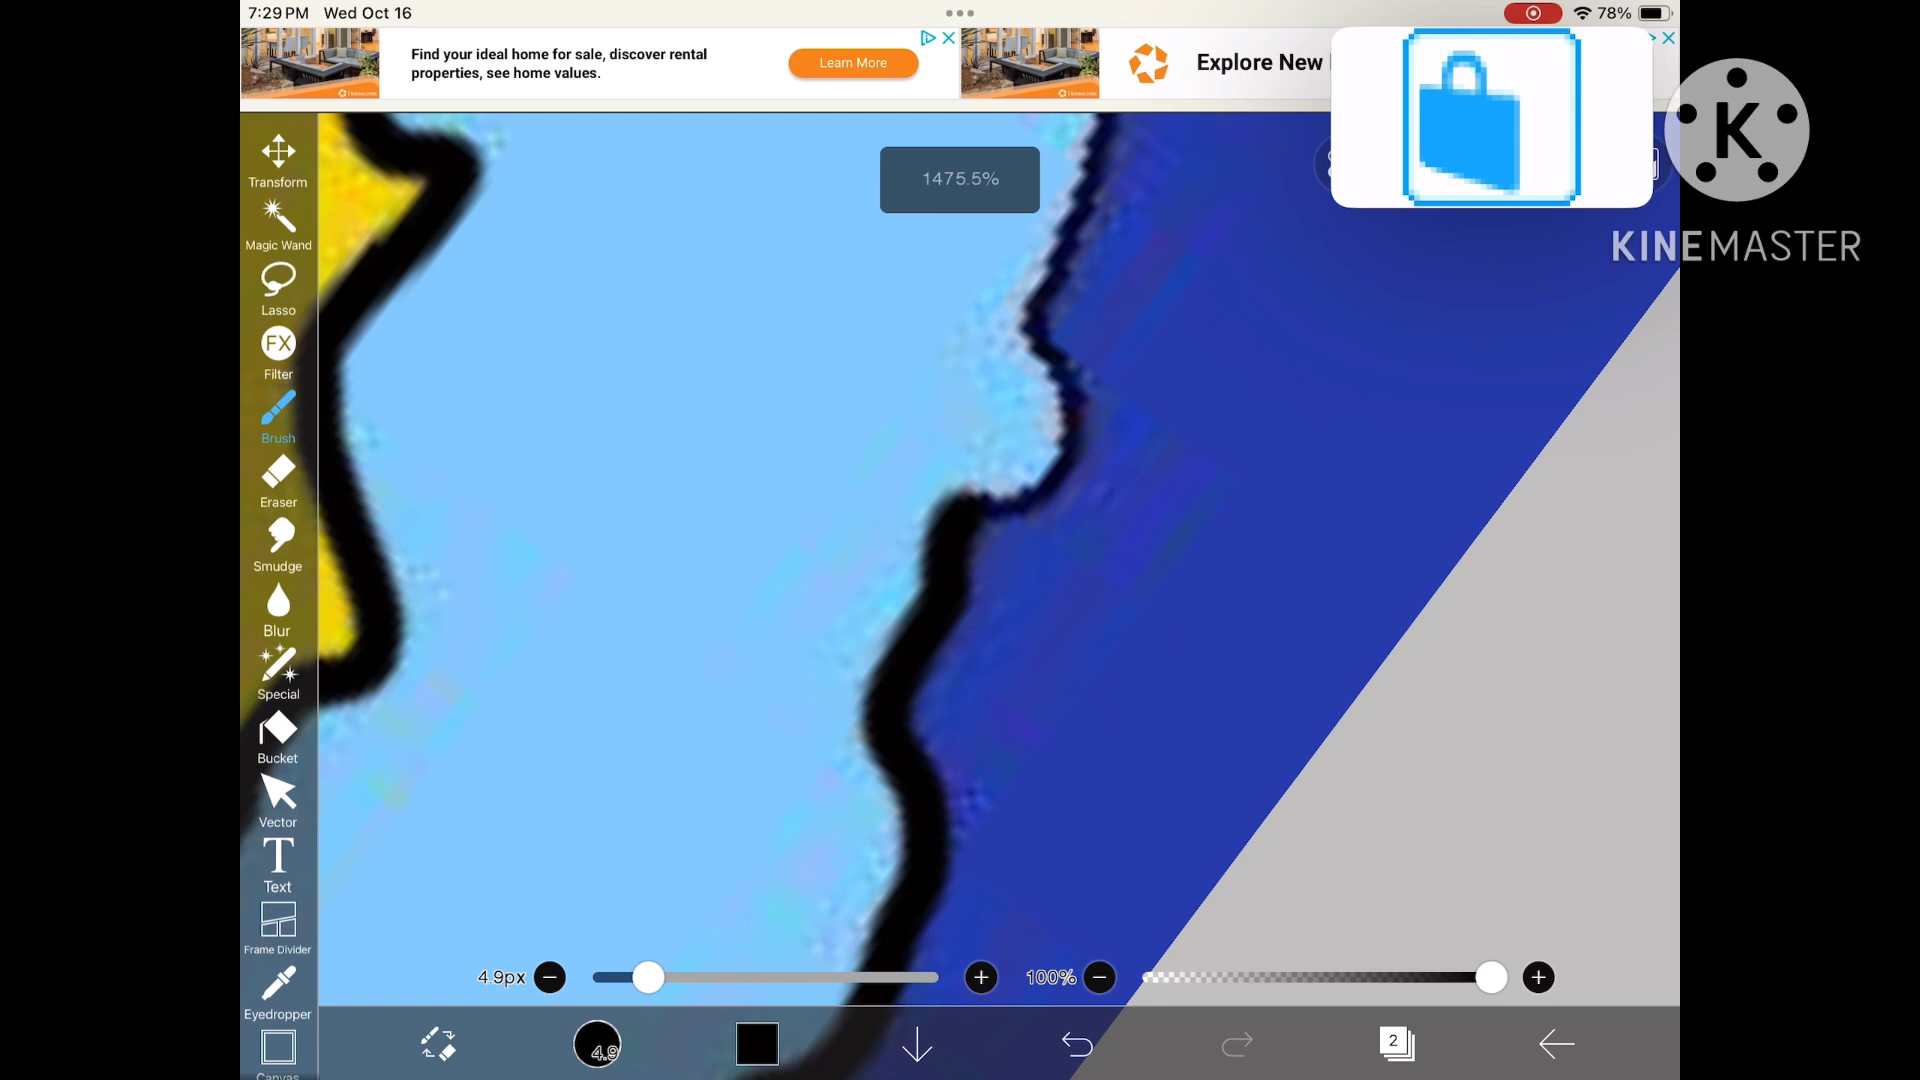 7:29 PM Wed Oct 16
78%
Find your ideal home for sale, discover rental
properties, see home values.
Learn More
Explore New
K
KINEMASTER
1475.5%
Transform
Magic Wand
Lasso
FX
Filter
Brush
Eraser
Smudge
Blur
Special
Bucket
Vector
T
Text
Frame Divider
Eyedropper
Canvas
4.9px
100%
4.9
2